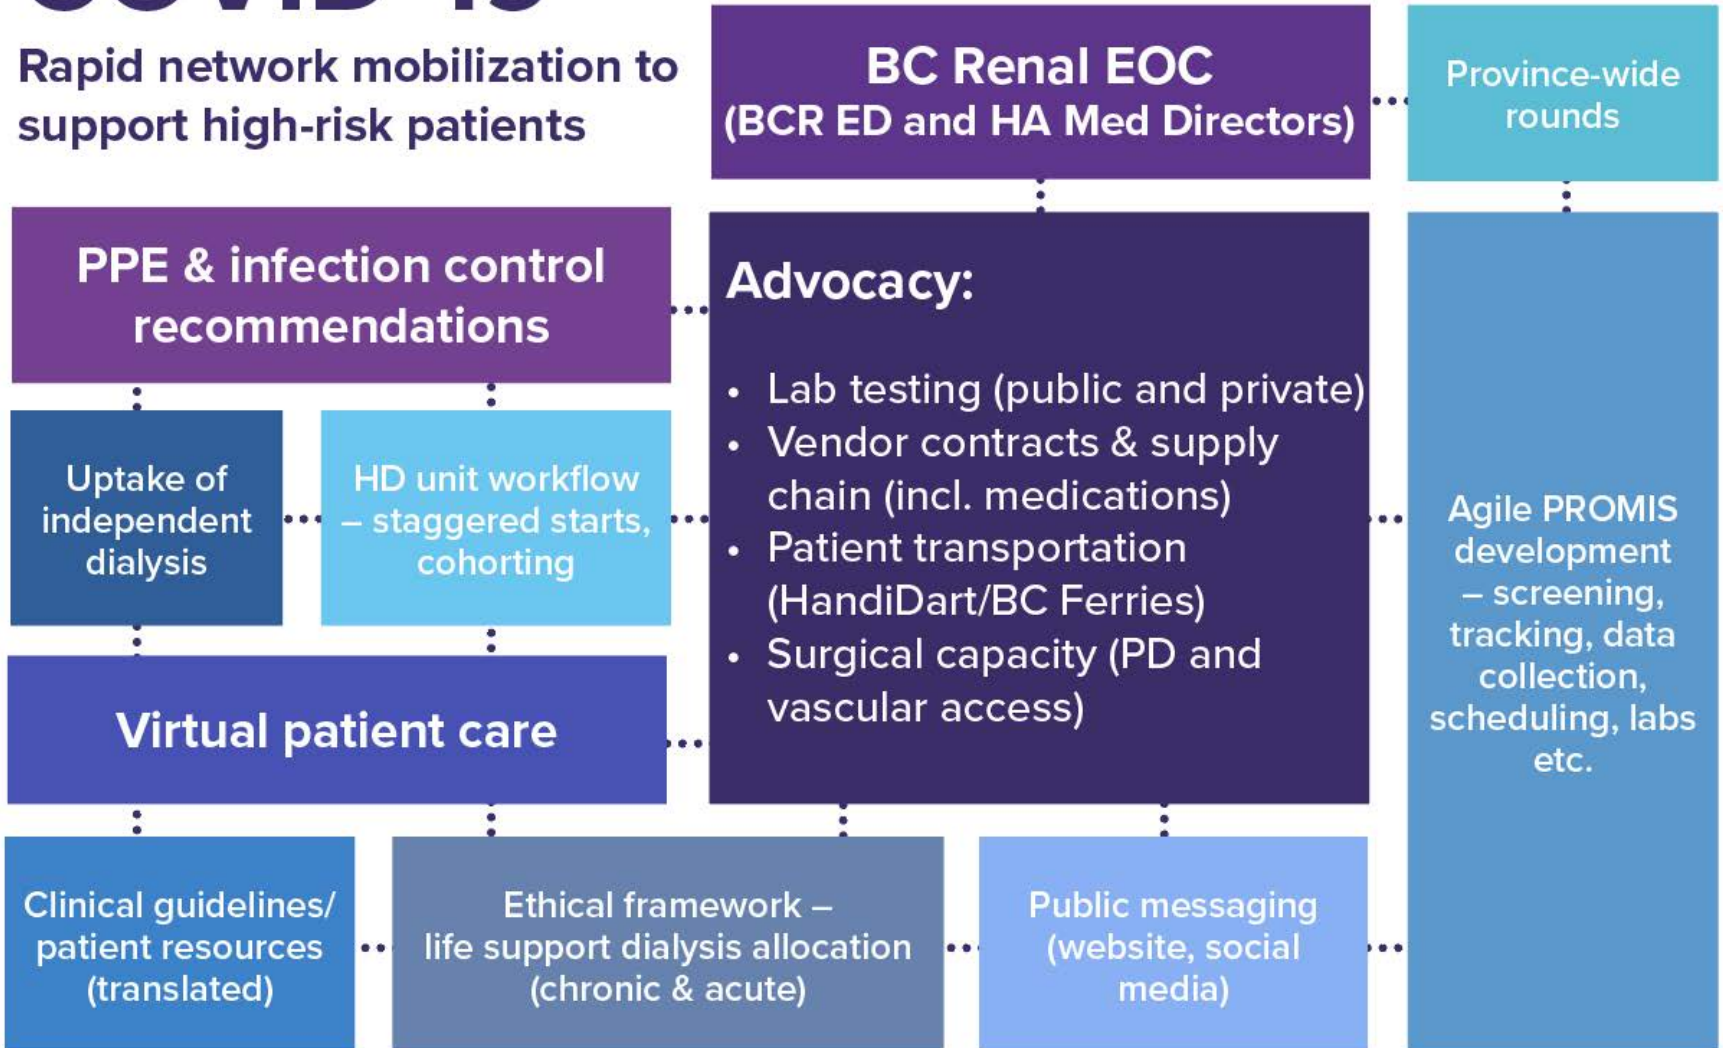 COVID-19
Rapid network mobilization to
support high-risk patients
BC Renal EOC
(BCR ED and HA Med Directors)
Province-wide
rounds
PPE & infection control
recommendations
Advocacy:
• Lab testing (public and private)
• Vendor contracts & supply
chain (incl. medications)
• Patient transportation
(HandiDart/BC Ferries)
• Surgical capacity (PD and
vascular access)
Uptake of
independent
dialysis
HD unit workflow
– staggered starts,
cohorting
Agile PROMIS
development
– screening,
tracking, data
collection,
scheduling, labs
etc.
Virtual patient care
Clinical guidelines/
patient resources
(translated)
Ethical framework –
life support dialysis allocation
(chronic & acute)
Public messaging
(website, social
media)